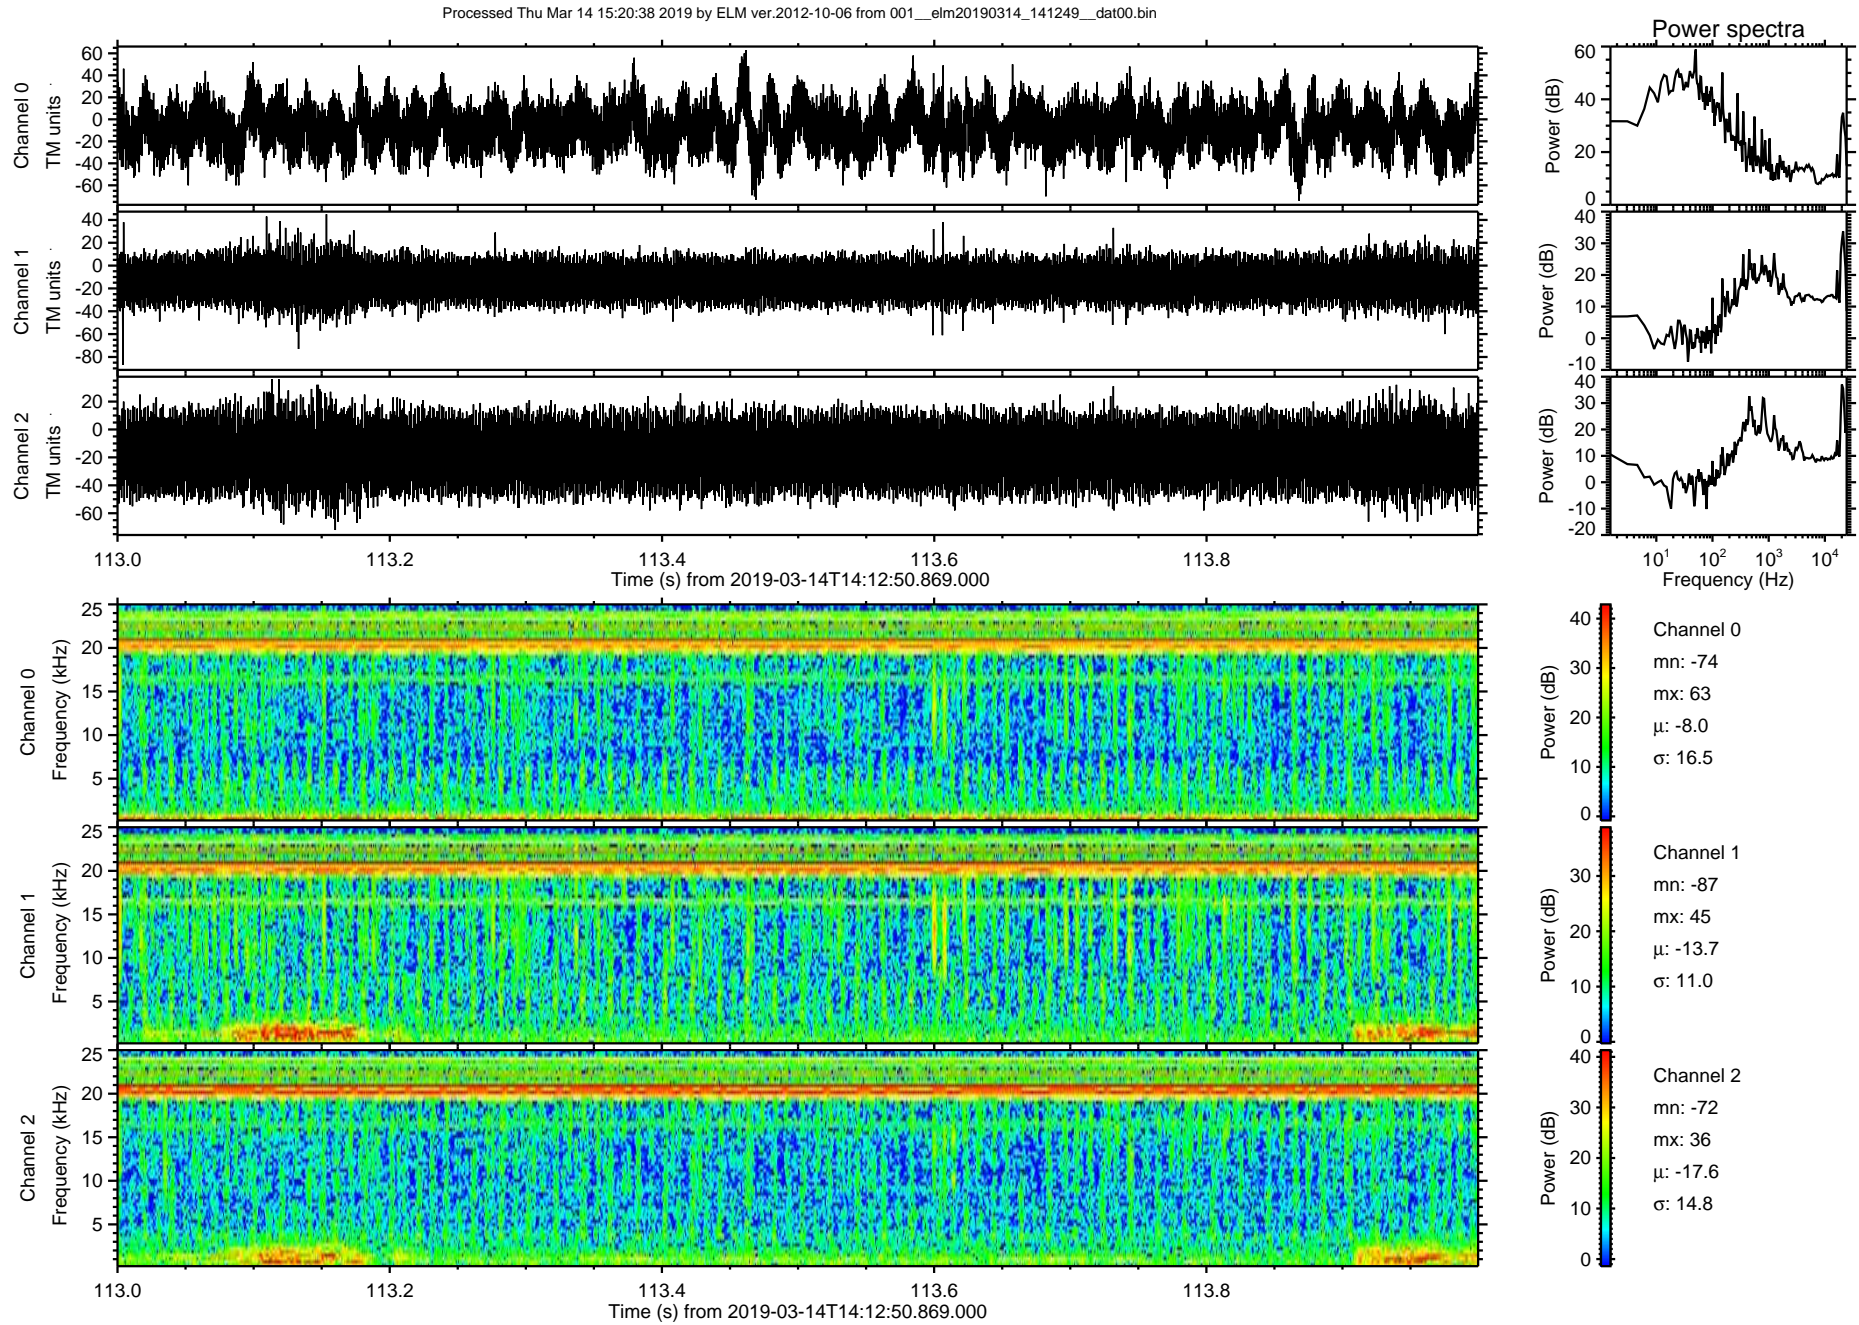 Processed Thu Mar 14 15:20:38 2019 by ELM ver.2012-10-06 from 001__elm20190314_141249__dat00.bin
Power spectra
Channel 0
TM units
60
40
20
0
-20
-40
-60
Power (dB)
60
40
20
0
Channel 1
TM units
40
20
0
-20
-40
-60
-80
Power (dB)
40
30
20
10
0
-10
Channel 2
TM units
20
0
-20
-40
-60
Power (dB)
40
30
20
10
0
-10
-20
113.0 113.2 113.4 113.6 113.8
Time (s) from 2019-03-14T14:12:50.869.000
10^1 10^2 10^3 10^4
Frequency (Hz)
Channel 0
Frequency (kHz)
25
20
15
10
5
Power (dB)
40
30
20
10
0
Channel 0
mn: -74
mx: 63
μ: -8.0
σ: 16.5
Channel 1
Frequency (kHz)
25
20
15
10
5
Power (dB)
30
20
10
0
Channel 1
mn: -87
mx: 45
μ: -13.7
σ: 11.0
Channel 2
Frequency (kHz)
25
20
15
10
5
Power (dB)
40
30
20
10
0
Channel 2
mn: -72
mx: 36
μ: -17.6
σ: 14.8
113.0 113.2 113.4 113.6 113.8
Time (s) from 2019-03-14T14:12:50.869.000